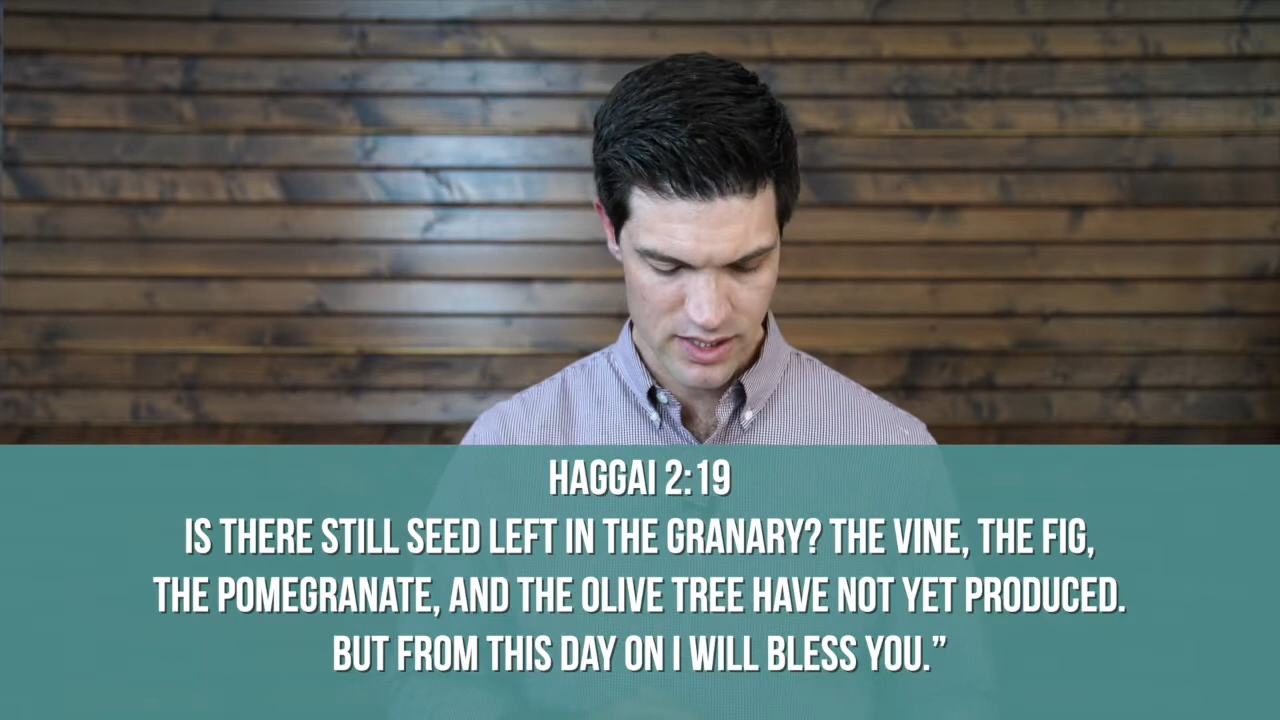 HAGGAI 2:19
IS THERE STILL SEED LEFT IN THE GRANARY? THE VINE, THE FIG,
THE POMEGRANATE, AND THE OLIVE TREE HAVE NOT YET PRODUCED.
BUT FROM THIS DAY ON I WILL BLESS YOU.”